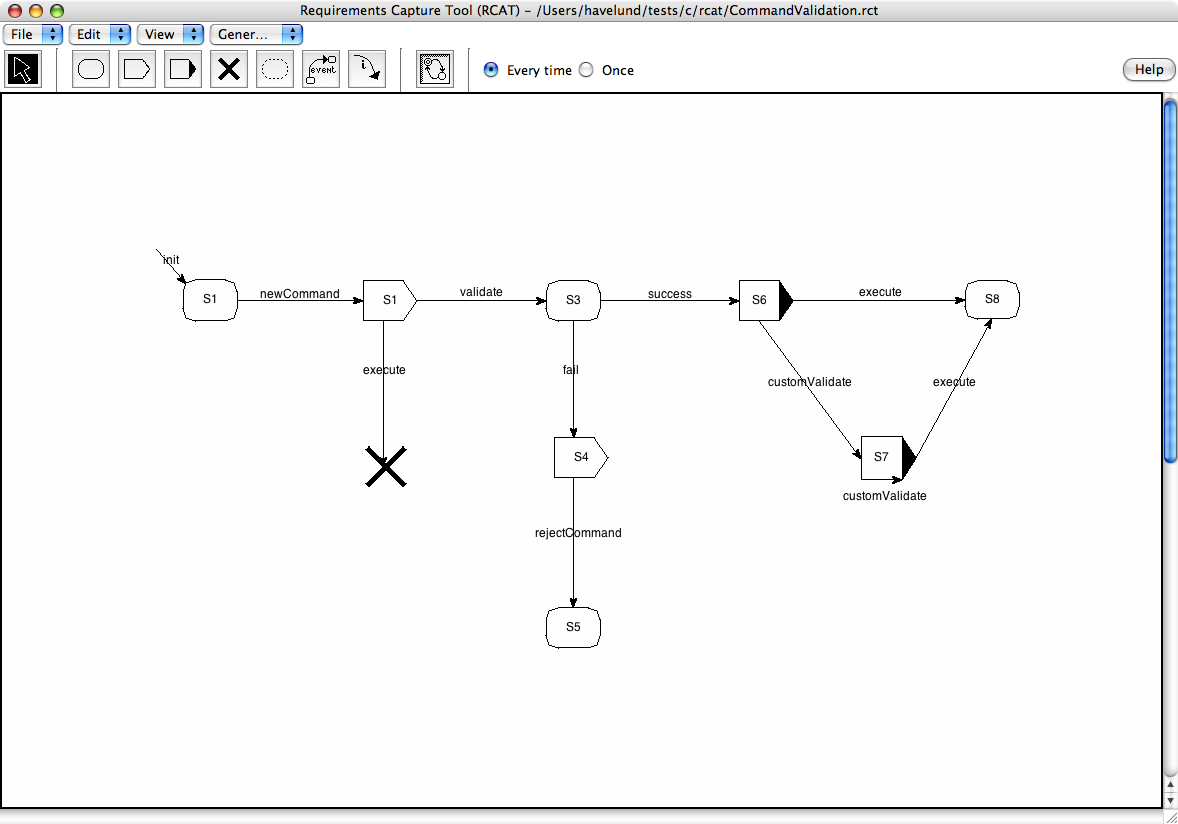 Requirements Capture Tool (RCAT) – /Users/havelund/tests/c/rcat/CommandValidation.rct
File Edit View Gener...
event i Every time Once Help
init
S1 newCommand S1 validate S3 success S6 execute S8
execute fail customValidate execute
S4 S7
customValidate
rejectCommand
S5